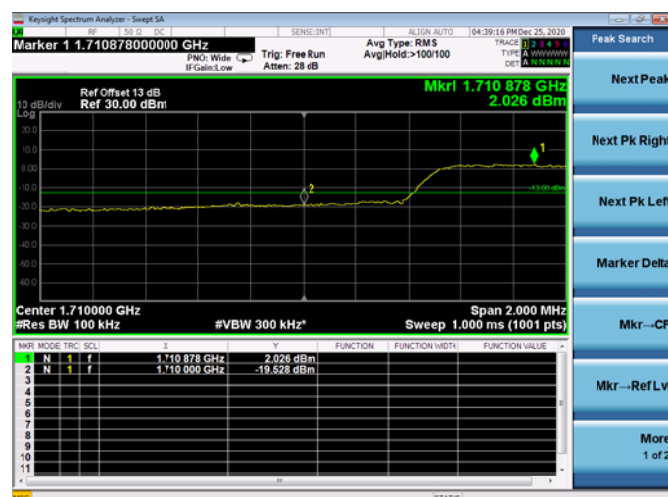 Keysight Spectrum Analyzer - Swept SA
RF 50 Ω DC SENSE:INT ALIGN AUTO 04:39:16 PM Dec 25, 2020
Marker 1 1.710878000000 GHz
PNO: Wide
IFGain:Low
Trig: Free Run
Atten: 28 dB
Avg Type: RMS
Avg|Hold:>100/100
TRACE 1 2 3 4 5 6
TYPE A WWWWW
DET A N N N N N
Peak Search
Next Peak
Next Pk Right
Next Pk Left
Marker Delta
Mkr→CF
Mkr→Ref Lvl
More
1 of 2
Ref Offset 13 dB
10 dB/div Ref 30.00 dBm
Log
Mkr1 1.710 878 GHz
2.026 dBm
20.0
10.0
0.00
-10.0
-20.0
-30.0
-40.0
-50.0
-60.0
1
2
-13.00 dBm
Center 1.710000 GHz Span 2.000 MHz
#Res BW 100 kHz #VBW 300 kHz* Sweep 1.000 ms (1001 pts)
MKR MODE TRC SCL X Y FUNCTION FUNCTION WIDTH FUNCTION VALUE
1 N 1 f 1.710 878 GHz 2.026 dBm
2 N 1 f 1.710 000 GHz -19.528 dBm
3
4
5
6
7
8
9
10
11